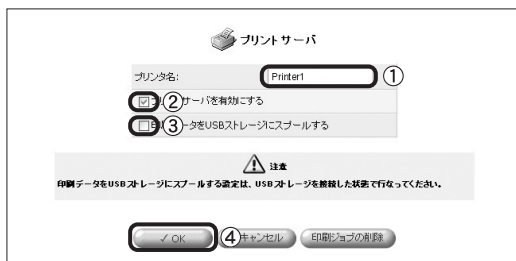 プリントサーバ
プリンタ名: Printer1 ①
②サーバを有効にする
③データをUSBストレージにスプールする
注意
印刷データをUSBストレージにスプールする設定は、USBストレージを接続した状態で行なってください。
✓ OK ④キャンセル 印刷ジョブの削除